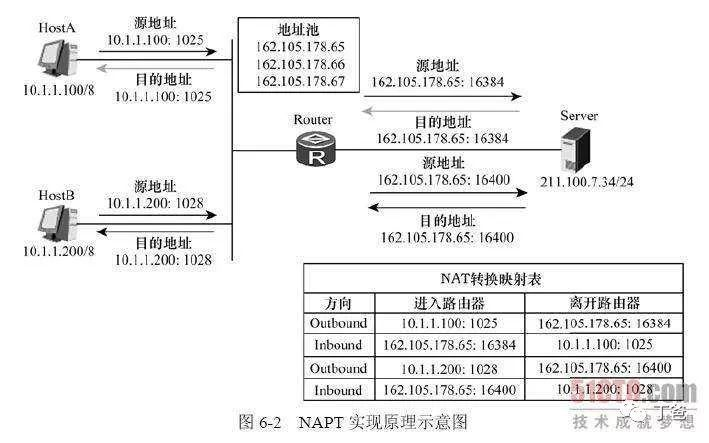 HostA
源地址
10.1.1.100: 1025
目的地址
10.1.1.100: 1025
10.1.1.100/8
地址池
162.105.178.65
162.105.178.66
162.105.178.67
源地址
162.105.178.65: 16384
目的地址
162.105.178.65: 16384
Router
R
Server
211.100.7.34/24
源地址
162.105.178.65: 16400
目的地址
162.105.178.65: 16400
HostB
源地址
10.1.1.200: 1028
目的地址
10.1.1.200: 1028
10.1.1.200/8
NAT转换映射表
方向 进入路由器 离开路由器
Outbound 10.1.1.100: 1025 162.105.178.65: 16384
Inbound 162.105.178.65: 16384 10.1.1.100: 1025
Outbound 10.1.1.200: 1028 162.105.178.65: 16400
Inbound 162.105.178.65: 16400 10.1.1.200: 1028
51CTO.com
技术成就梦想
丁爸
图 6-2 NAPT 实现原理示意图